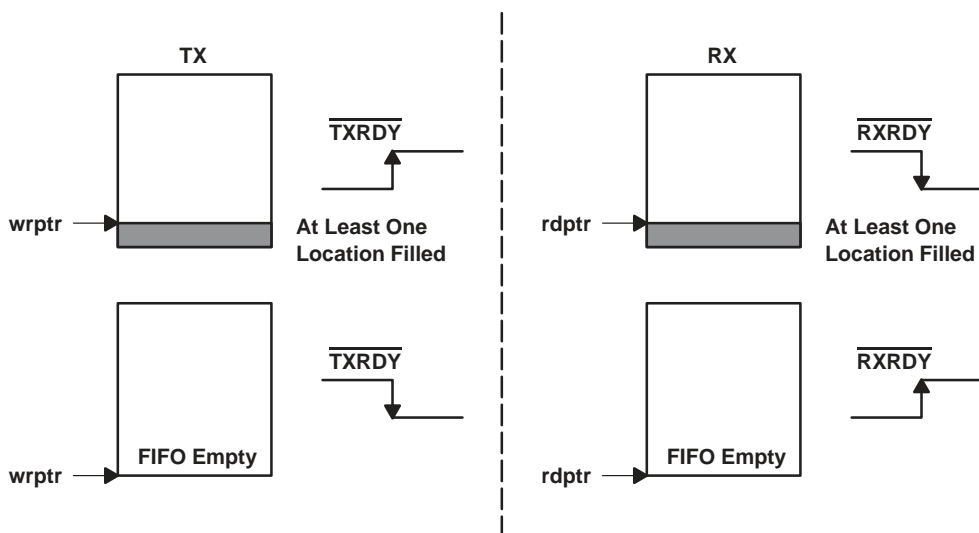 TX
TXRDY
wrptr
At Least One
Location Filled
TXRDY
FIFO Empty
wrptr
RX
RXRDY
rdptr
At Least One
Location Filled
RXRDY
FIFO Empty
rdptr